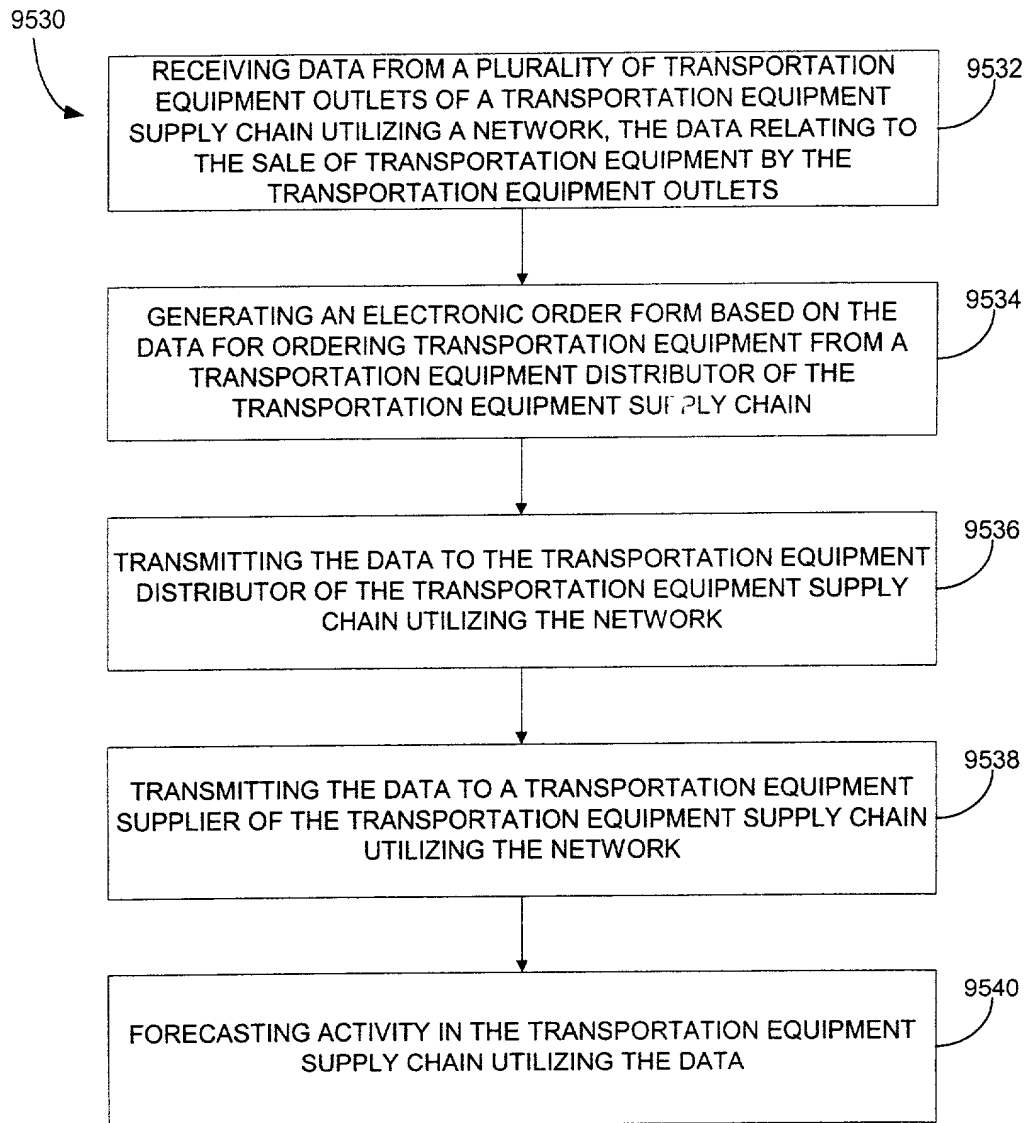 9530
RECEIVING DATA FROM A PLURALITY OF TRANSPORTATION
EQUIPMENT OUTLETS OF A TRANSPORTATION EQUIPMENT
SUPPLY CHAIN UTILIZING A NETWORK, THE DATA RELATING TO
THE SALE OF TRANSPORTATION EQUIPMENT BY THE
TRANSPORTATION EQUIPMENT OUTLETS
9532
GENERATING AN ELECTRONIC ORDER FORM BASED ON THE
DATA FOR ORDERING TRANSPORTATION EQUIPMENT FROM A
TRANSPORTATION EQUIPMENT DISTRIBUTOR OF THE
TRANSPORTATION EQUIPMENT SUPPLY CHAIN
9534
TRANSMITTING THE DATA TO THE TRANSPORTATION EQUIPMENT
DISTRIBUTOR OF THE TRANSPORTATION EQUIPMENT SUPPLY
CHAIN UTILIZING THE NETWORK
9536
TRANSMITTING THE DATA TO A TRANSPORTATION EQUIPMENT
SUPPLIER OF THE TRANSPORTATION EQUIPMENT SUPPLY CHAIN
UTILIZING THE NETWORK
9538
FORECASTING ACTIVITY IN THE TRANSPORTATION EQUIPMENT
SUPPLY CHAIN UTILIZING THE DATA
9540